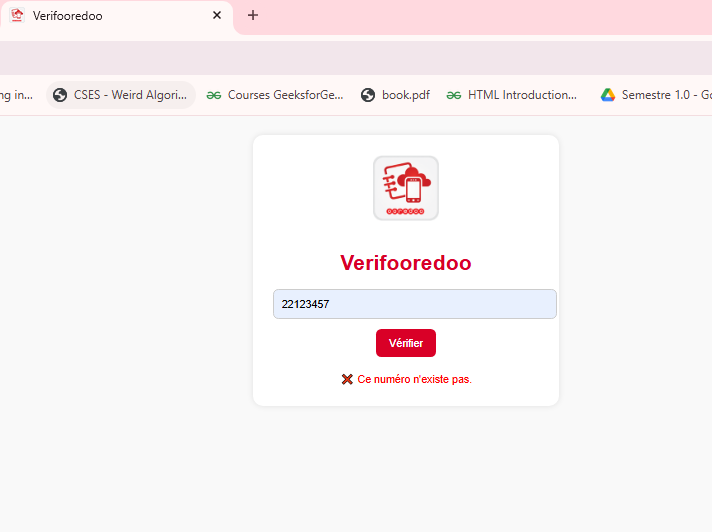 Verifooredoo
ng in...
CSES - Weird Algori...
Courses GeeksforGe...
book.pdf
HTML Introduction...
Semestre 1.0 - Go
ooredoo
Verifooredoo
22123457
Vérifier
Ce numéro n'existe pas.